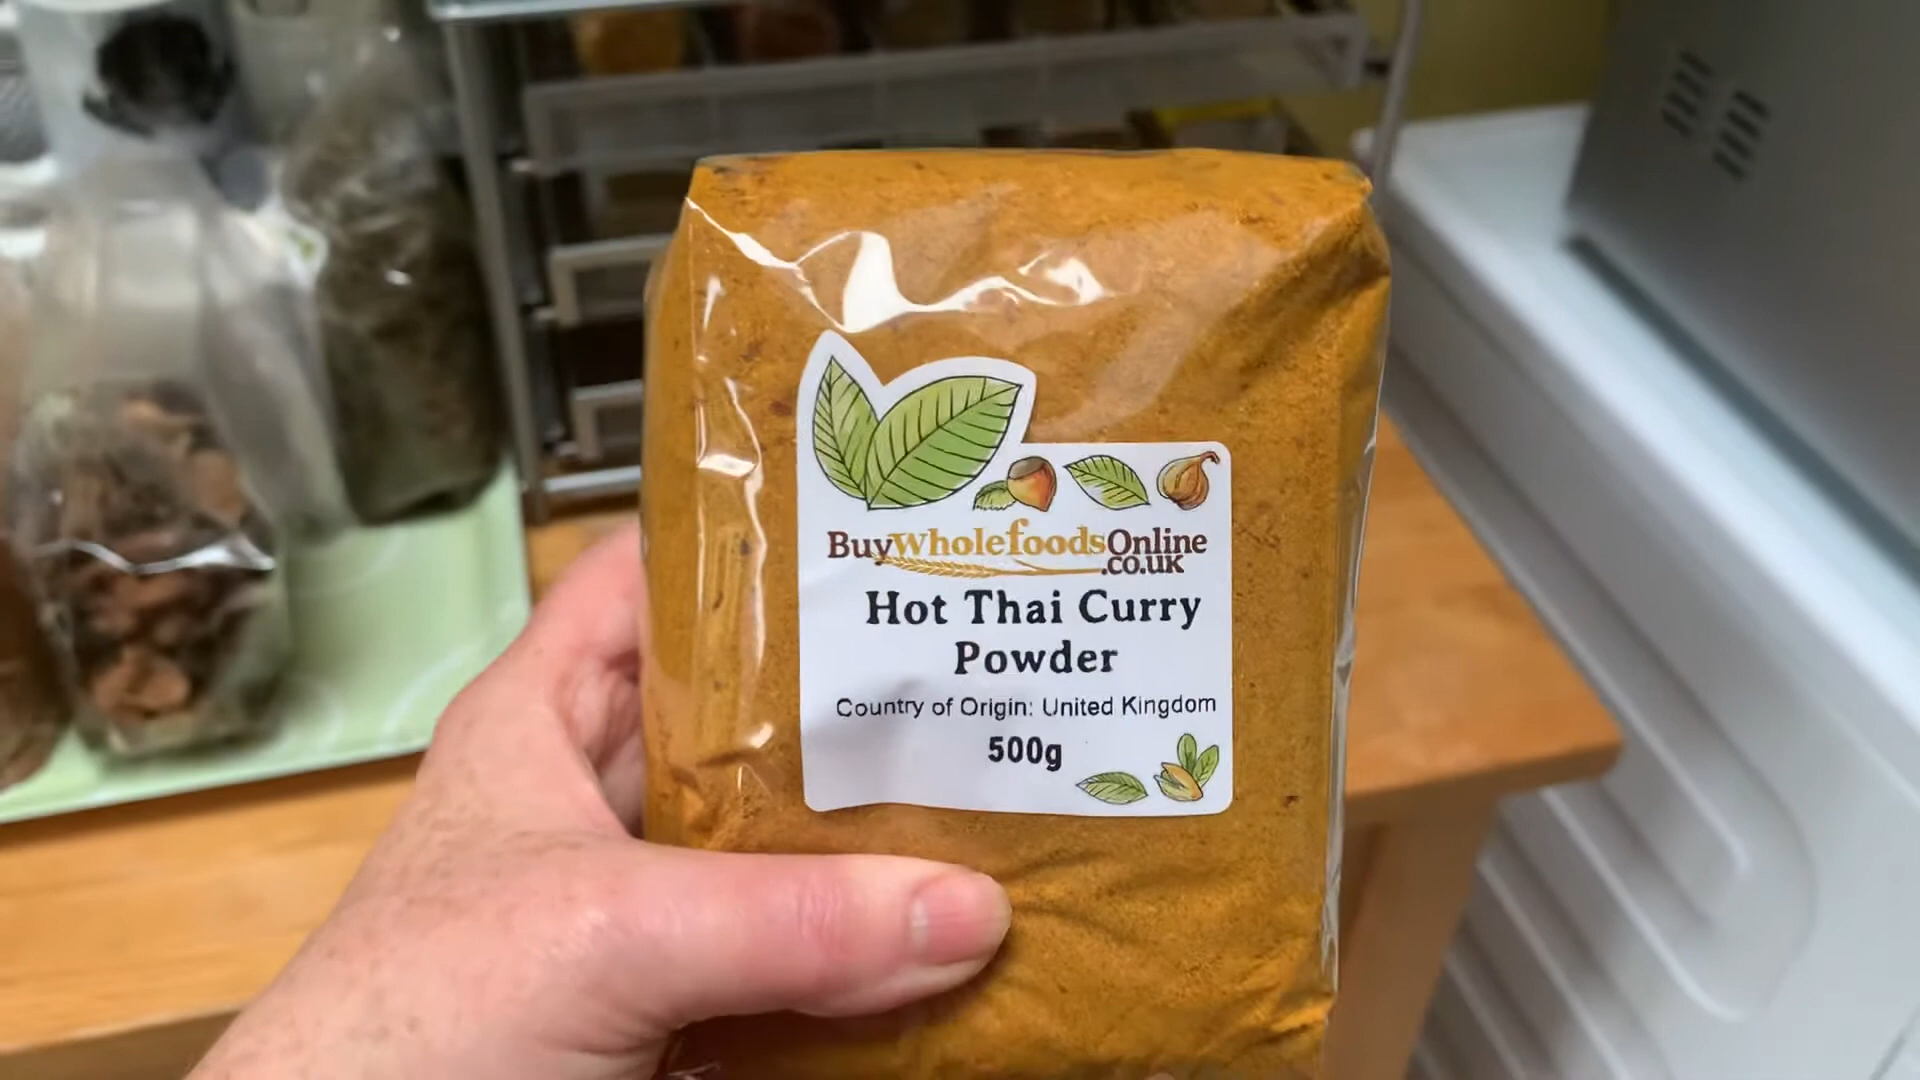 BuyWholefoodsOnline
.co.uk
Hot Thai Curry
Powder
Country of Origin: United Kingdom
500g